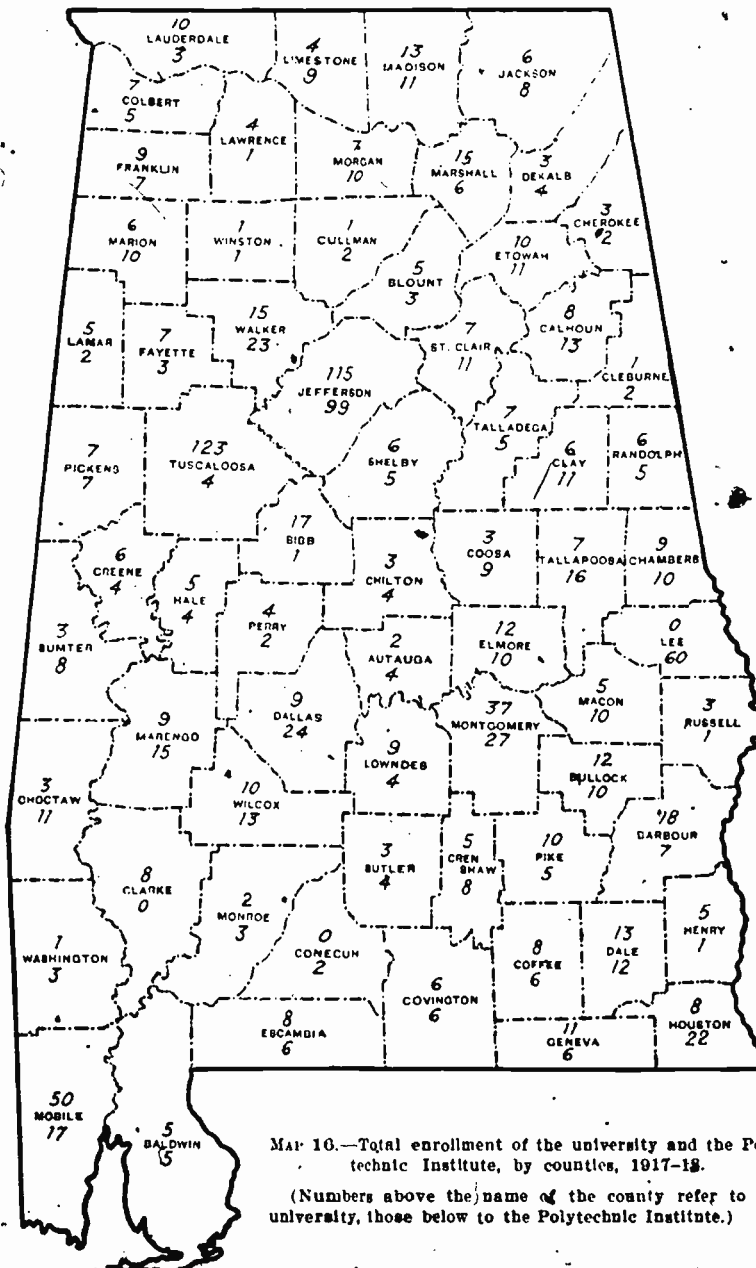 10
LAUDERDALE
3
4
LIMESTONE
9
13
MADISON
11
6
JACKSON
8
7
COLBERT
5
4
LAWRENCE
1
7
MORGAN
10
15
MARSHALL
6
3
DEKALB
4
9
FRANKLIN
7
3
CHEROKEE
2
6
MARION
10
1
WINSTON
1
1
CULLMAN
2
5
BLOUNT
3
10
ETOWAH
11
5
LAMAR
2
7
FAYETTE
3
15
WALKER
23
7
ST. CLAIR
11
8
CALHOUN
13
115
JEFFERSON
99
1
CLEBURNE
2
7
PICKENS
7
123
TUSCALOOSA
4
6
SHELBY
5
7
TALLADEGA
5
6
CLAY
11
6
RANDOLPH
5
17
BIBB
1
6
GREENE
4
5
HALE
4
3
CHILTON
4
3
COOSA
9
7
TALLAPOOSA
16
9
CHAMBERS
10
3
SUMTER
8
4
PERRY
2
2
AUTAUGA
4
12
ELMORE
10
0
LEE
60
9
MARENGO
15
9
DALLAS
24
9
LOWNDES
4
37
MONTGOMERY
27
5
MACON
10
3
RUSSELL
1
3
CHOCTAW
11
10
WILCOX
13
12
BULLOCK
10
8
CLARKE
0
3
BUTLER
4
5
CREN
SHAW
8
10
PIKE
5
18
BARBOUR
7
2
MONROE
3
5
HENRY
1
1
WASHINGTON
3
0
CONECUH
2
6
COVINGTON
6
8
COFFEE
6
13
DALE
12
8
ESCAMBIA
6
11
GENEVA
6
8
HOUSTON
22
50
MOBILE
17
5
BALDWIN
5
MAP 10.—Total enrollment of the university and the Po
technic Institute, by counties, 1917-18.
(Numbers above the name of the county refer to
university, those below to the Polytechnic Institute.)